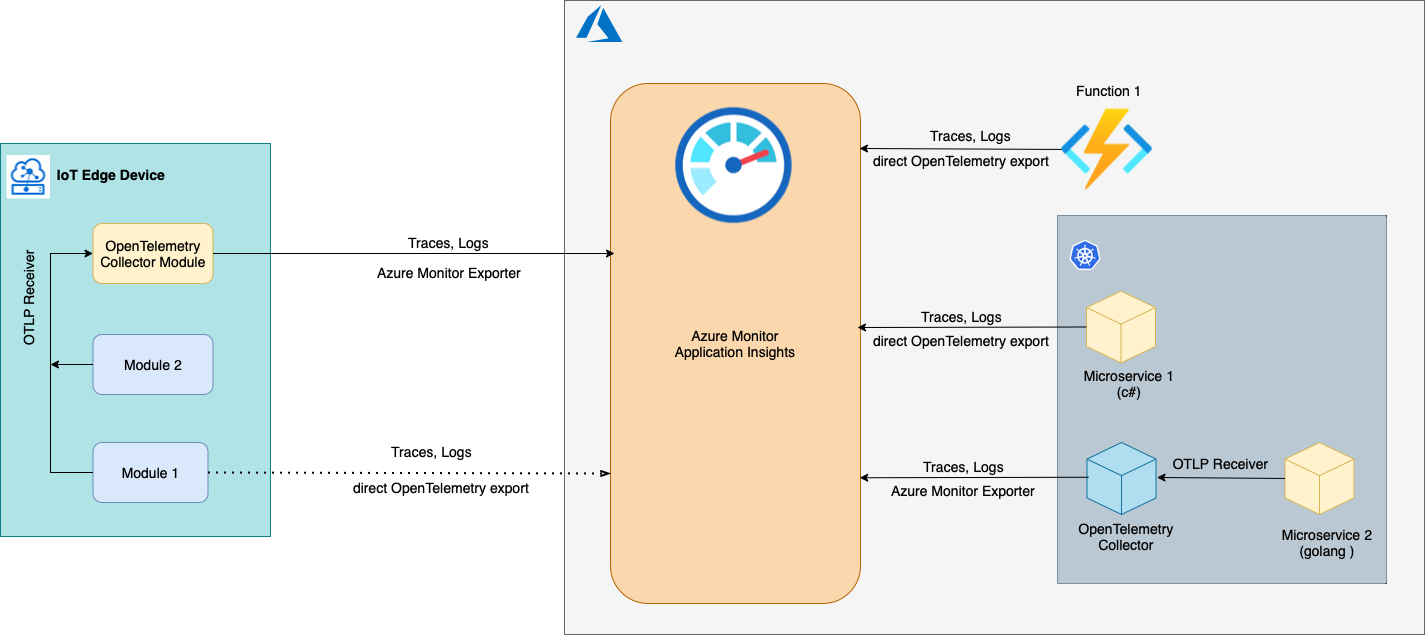 IoT Edge Device
OpenTelemetry
Collector Module
OTLP Receiver
Module 2
Module 1
Traces, Logs
Azure Monitor Exporter
Traces, Logs
direct OpenTelemetry export
Azure Monitor
Application Insights
Function 1
Traces, Logs
direct OpenTelemetry export
Traces, Logs
direct OpenTelemetry export
Microservice 1
(c#)
Traces, Logs
Azure Monitor Exporter
OTLP Receiver
OpenTelemetry
Collector
Microservice 2
(golang )